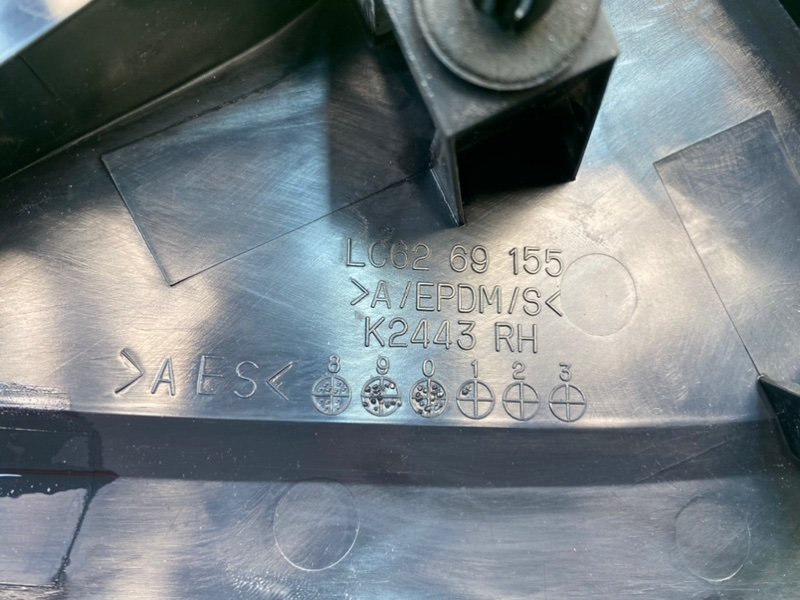 LC62 69 155
>A/EPDM/S<
K2443 RH
8 9 0 1 2 3
>AES<